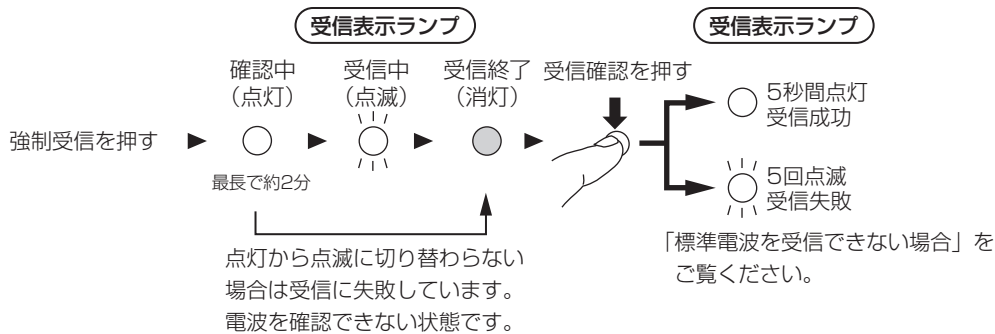 受信表示ランプ
受信表示ランプ
確認中
（点灯）
受信中
（点滅）
受信終了
（消灯）
受信確認を押す
強制受信を押す
最長で約2分
5秒間点灯
受信成功
5回点滅
受信失敗
点灯から点滅に切り替わらない
場合は受信に失敗しています。
電波を確認できない状態です。
「標準電波を受信できない場合」を
ご覧ください。